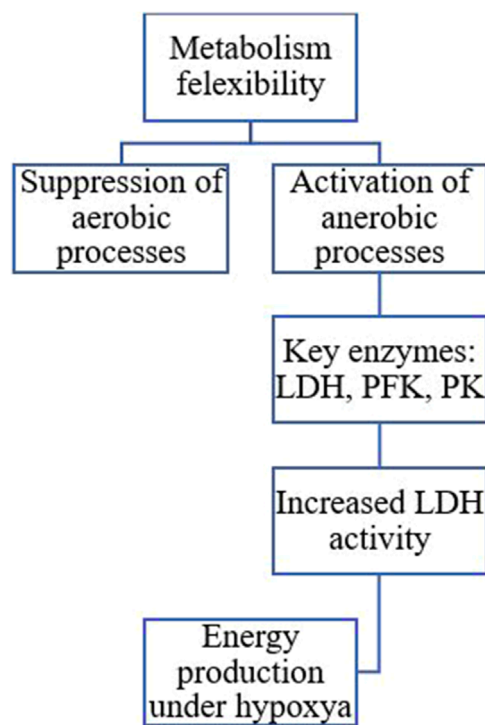 Metabolism
felexibility
Suppression of
aerobic
processes
Activation of
anerobic
processes
Key enzymes:
LDH, PFK, PK
Increased LDH
activity
Energy
production
under hypoxya